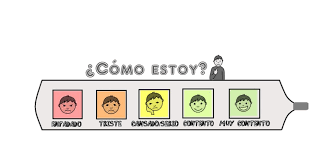 ¿CÓMO ESTOY?
ENFADADO TRISTE CANSADO/SERIO CONTENTO MUY CONTENTO